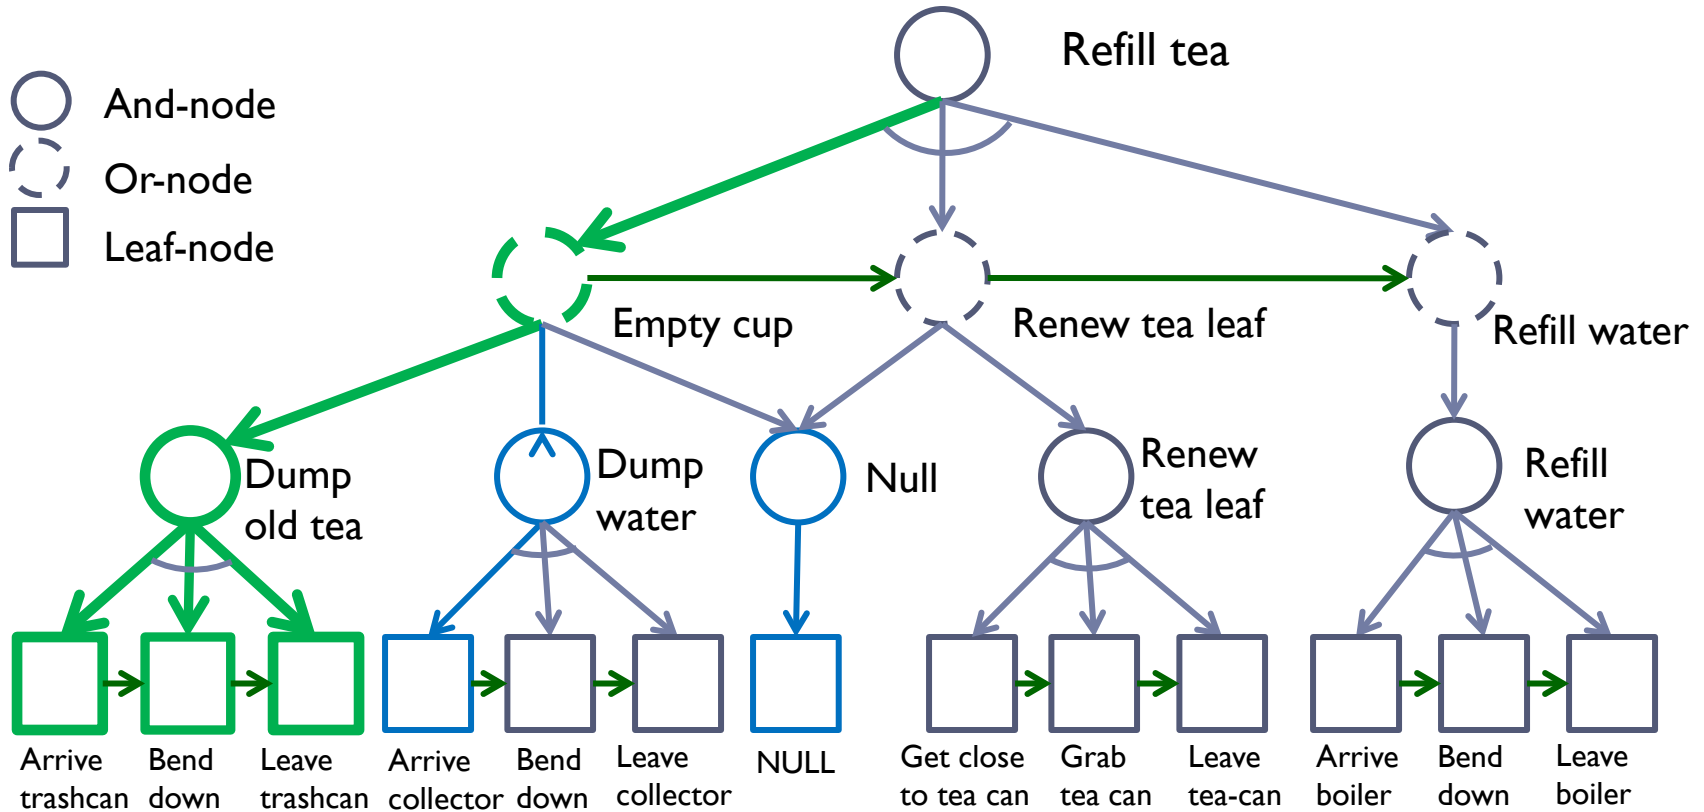 Refill tea
And-node
Or-node
Leaf-node
Empty cup
Renew tea leaf
Refill water
Dump
old tea
Dump
water
Null
Renew
tea leaf
Refill
water
Arrive
trashcan
Bend
down
Leave
trashcan
Arrive
collector
Bend
down
Leave
collector
NULL
Get close
to tea can
Grab
tea can
Leave
tea-can
Arrive
boiler
Bend
down
Leave
boiler